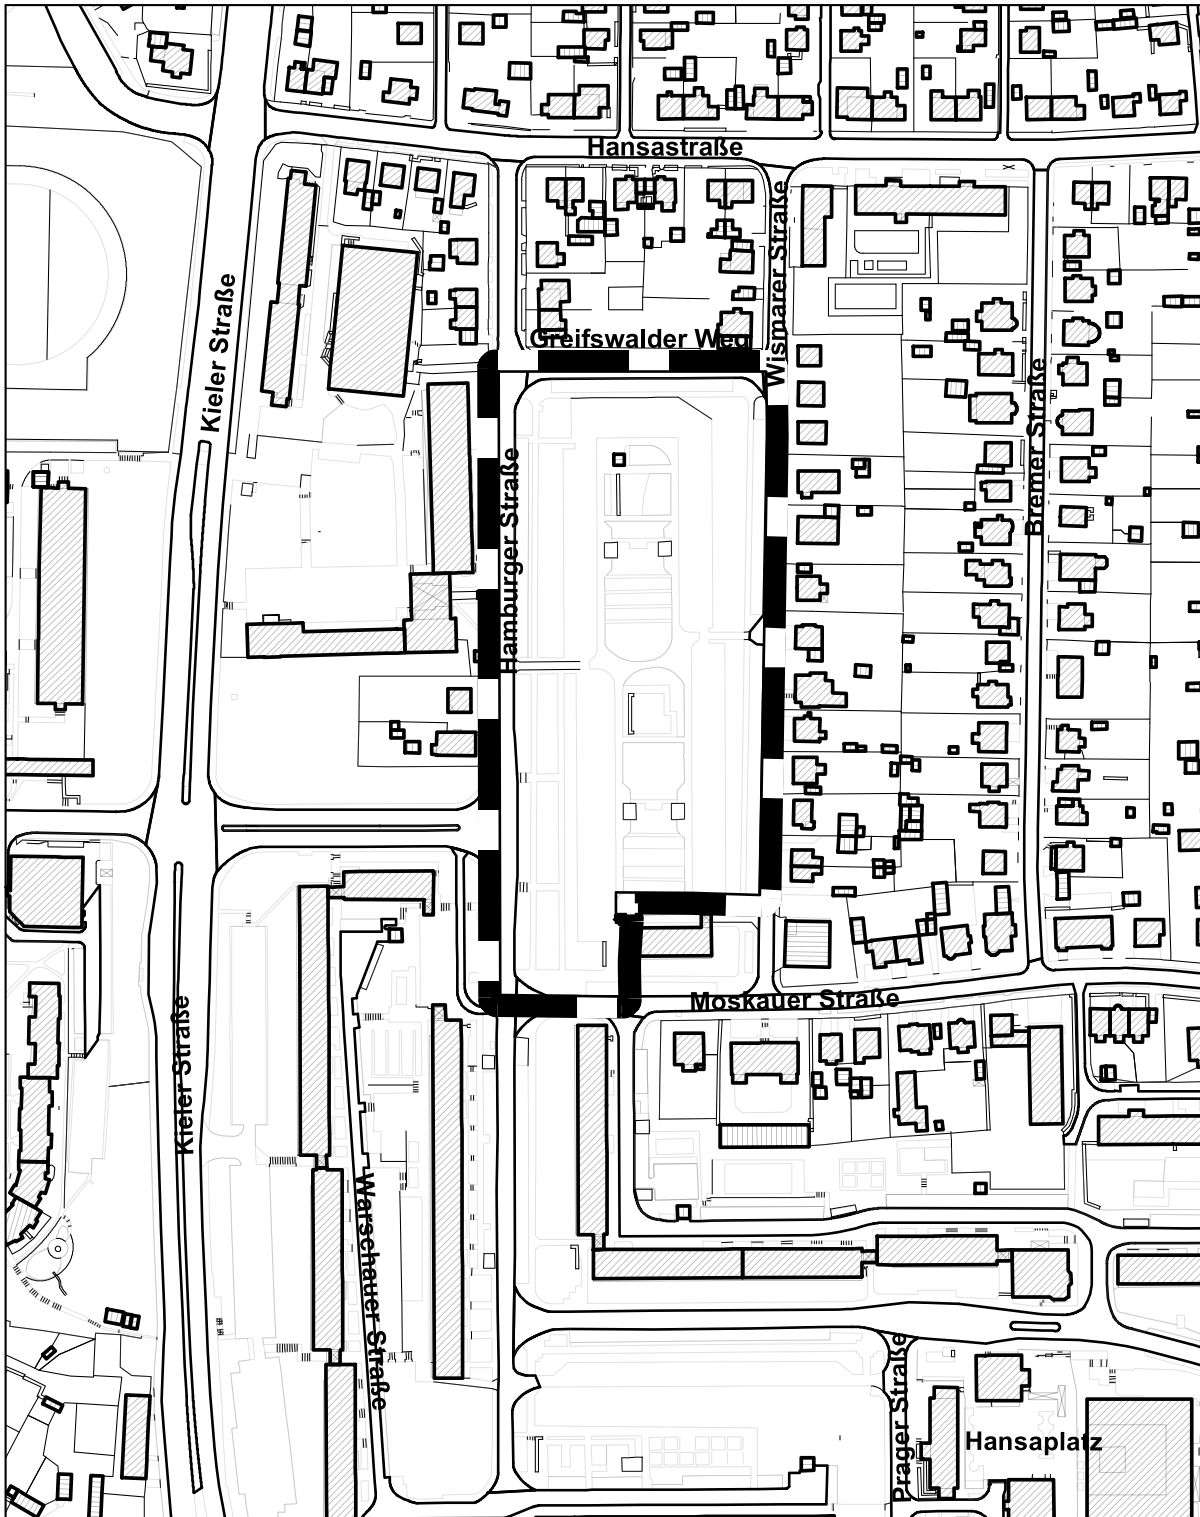 Hansastraße
Wismarer Straße
Kieler Straße
Greifswalder Weg
Bremer Straße
Hamburger Straße
Moskauer Straße
Kieler Straße
Warschauer Straße
Prager Straße
Hansaplatz